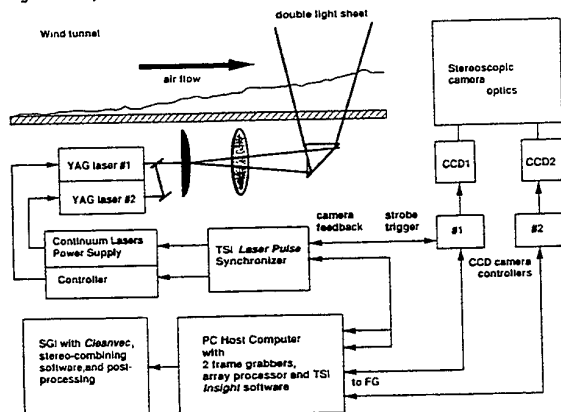 Wind tunnel
double light sheet
air flow
Stereoscopic
camera
optics
CCD1
CCD2
YAG laser #1
YAG laser #2
camera
feedback
strobe
trigger
#1
#2
CCD camera
controllers
Continuum Lasers
Power Supply
Controller
TSI Laser Pulse
Synchronizer
SGI with Cleanvec,
stereo-combining
software,and post-
processing
PC Host Computer
with
2 frame grabbers,
array processor and TSI
Insight software
to FG